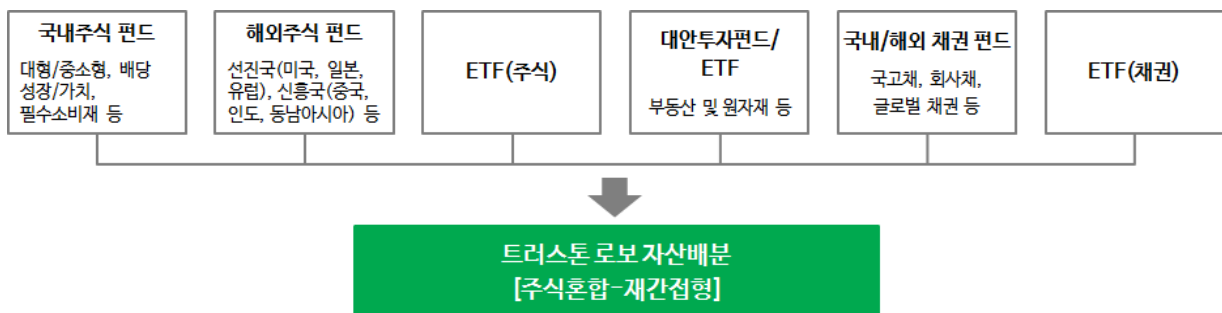 국내주식 펀드
대형/중소형, 배당
성장/가치,
필수소비재 등
해외주식 펀드
선진국(미국, 일본,
유럽), 신흥국(중국,
인도, 동남아시아) 등
ETF(주식)
대안투자펀드/
ETF
부동산 및 원자재 등
국내/해외 채권 펀드
국고채, 회사채,
글로벌 채권 등
ETF(채권)
트러스톤 로보 자산배분
[주식혼합-재간접형]